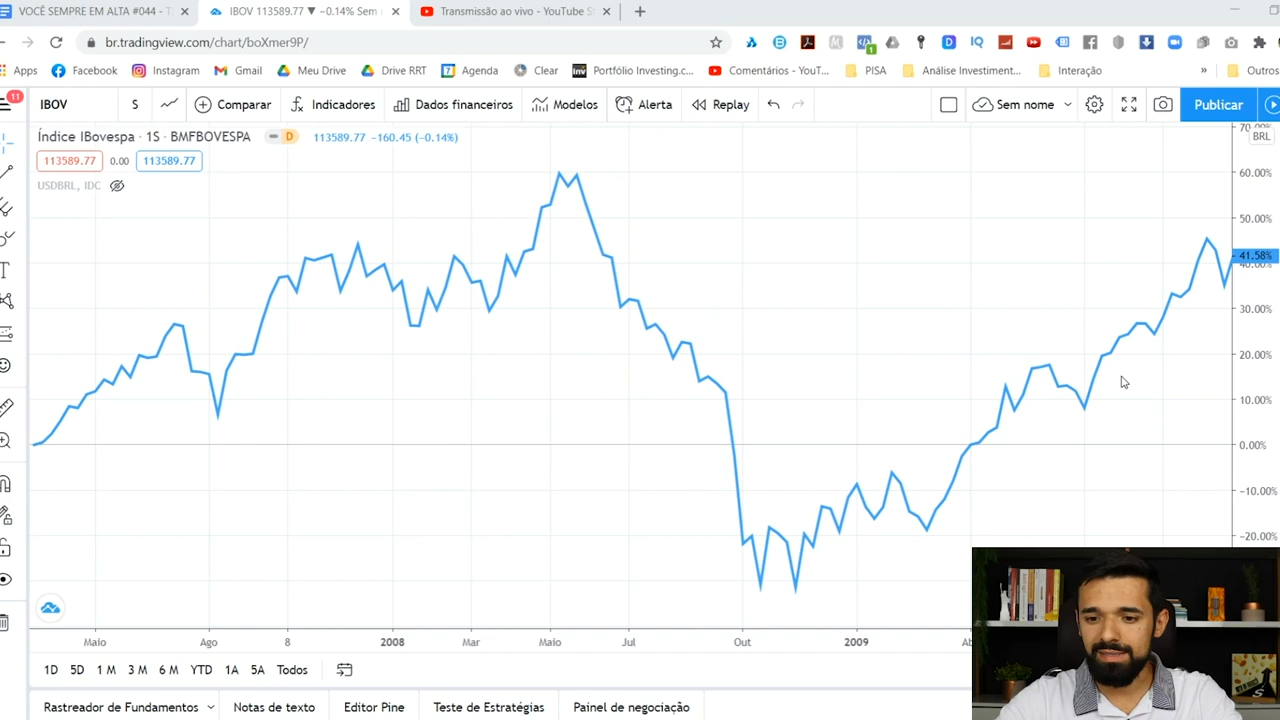 VOCÊ SEMPRE EM ALTA #044 - T
IBOV 113589.77 ▼ −0.14% Sem
Transmissão ao vivo - YouTube S
br.tradingview.com/chart/boXmer9P/
Apps
Facebook
Instagram
Gmail
Meu Drive
Drive RRT
Agenda
Clear
Portfólio Investing.c...
Comentários - YouT...
PISA
Análise Investiment...
Interação
»
Outros
11
IBOV
S
Comparar
Indicadores
Dados financeiros
Modelos
Alerta
Replay
Sem nome
Publicar
Índice IBovespa · 1S · BMFBOVESPA
D
113589.77 −160.45 (−0.14%)
113589.77
0.00
113589.77
USDBRL, IDC
BRL
70.00%
60.00%
50.00%
41.58%
40.00%
30.00%
20.00%
10.00%
0.00%
−10.00%
−20.00%
Maio
Ago
8
2008
Mar
Maio
Jul
Out
2009
1D
5D
1 M
3 M
6 M
YTD
1A
5A
Todos
Rastreador de Fundamentos
Notas de texto
Editor Pine
Teste de Estratégias
Painel de negociação